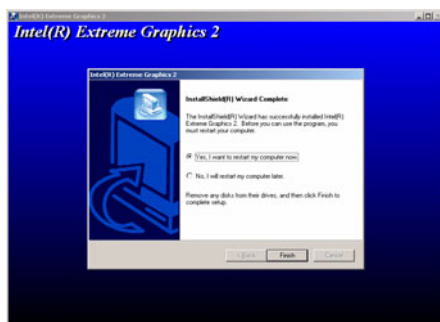 Intel(R) Extreme Graphics 2
Intel(R) Extreme Graphics 2
Intel(R) Extreme Graphics 2
InstallShield(R) Wizard Complete
The InstallShield(R) Wizard has successfully installed Intel(R)
Extreme Graphics 2. Before you can use the program, you
must restart your computer.
Yes, I want to restart my computer now.
No, I will restart my computer later.
Remove any disks from their drives, and then click Finish to
complete setup.
< Back
Finish
Cancel